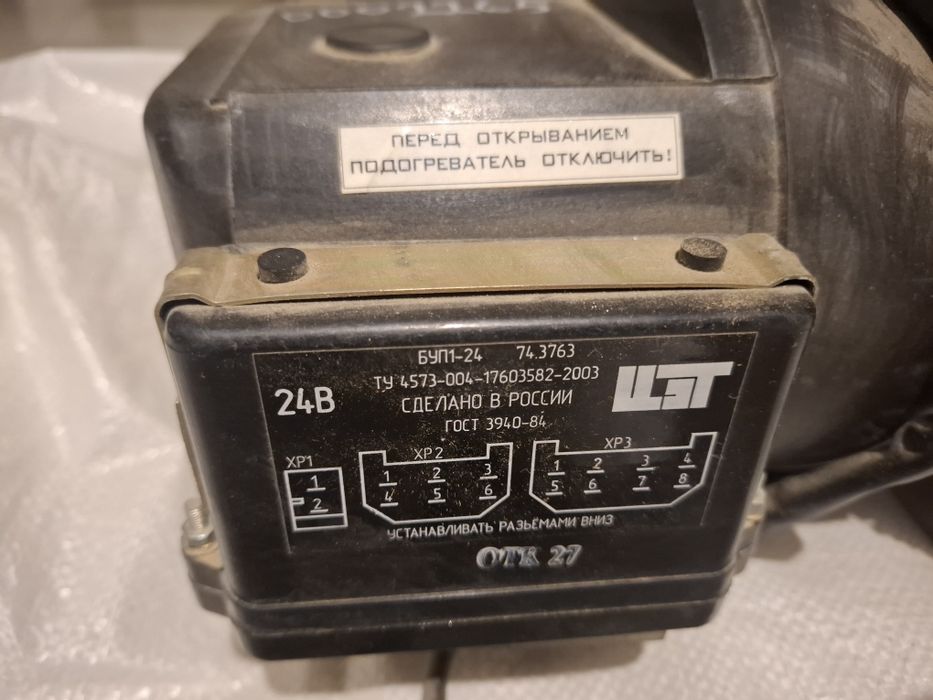 ПЕРЕД ОТКРЫВАНИЕМ
ПОДОГРЕВАТЕЛЬ ОТКЛЮЧИТЬ!
БУП1-24 74.3763
ТУ 4573-004-17603582-2003
24В СДЕЛАНО В РОССИИ ШЭТ
ГОСТ 3940-84
ХР1 ХР2 ХР3
1 1 2 3 1 2 3 4
2 4 5 6 5 6 7 8
УСТАНАВЛИВАТЬ РАЗЬЁМАМИ ВНИЗ
ОТК 27